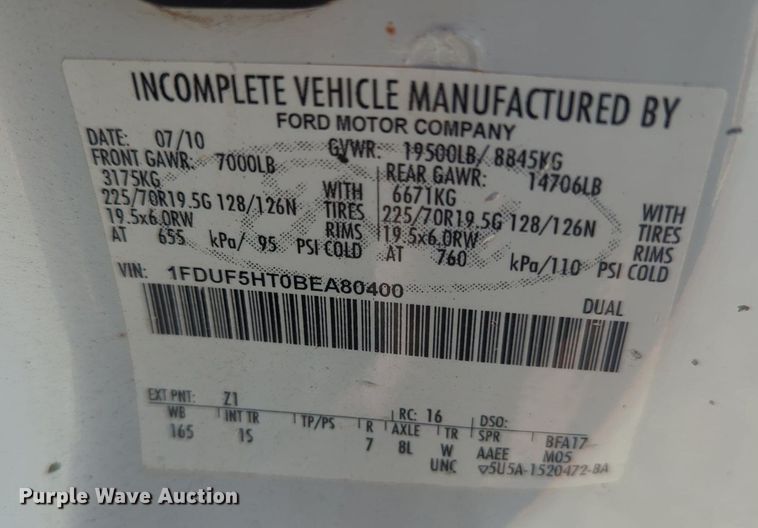 INCOMPLETE VEHICLE MANUFACTURED BY
FORD MOTOR COMPANY
DATE: 07/10 GVWR: 19500LB/ 8845KG
FRONT GAWR: 7000LB REAR GAWR: 14706LB
3175KG WITH 6671KG WITH
225/70R19.5G 128/126N TIRES 225/70R19.5G 128/126N TIRES
19.5x6.0RW RIMS 19.5x6.0RW RIMS
AT 655 kPa/ 95 PSI COLD AT 760 kPa/110 PSI COLD
VIN: 1FDUF5HT0BEA80400
DUAL
EXT PNT: Z1 RC: 16 DSO:
WB INT TR TP/PS R AXLE TR SPR BFA17
165 15 7 8L W AAEE M05
UNC ▽5U5A-1520472-BA
Purple Wave Auction